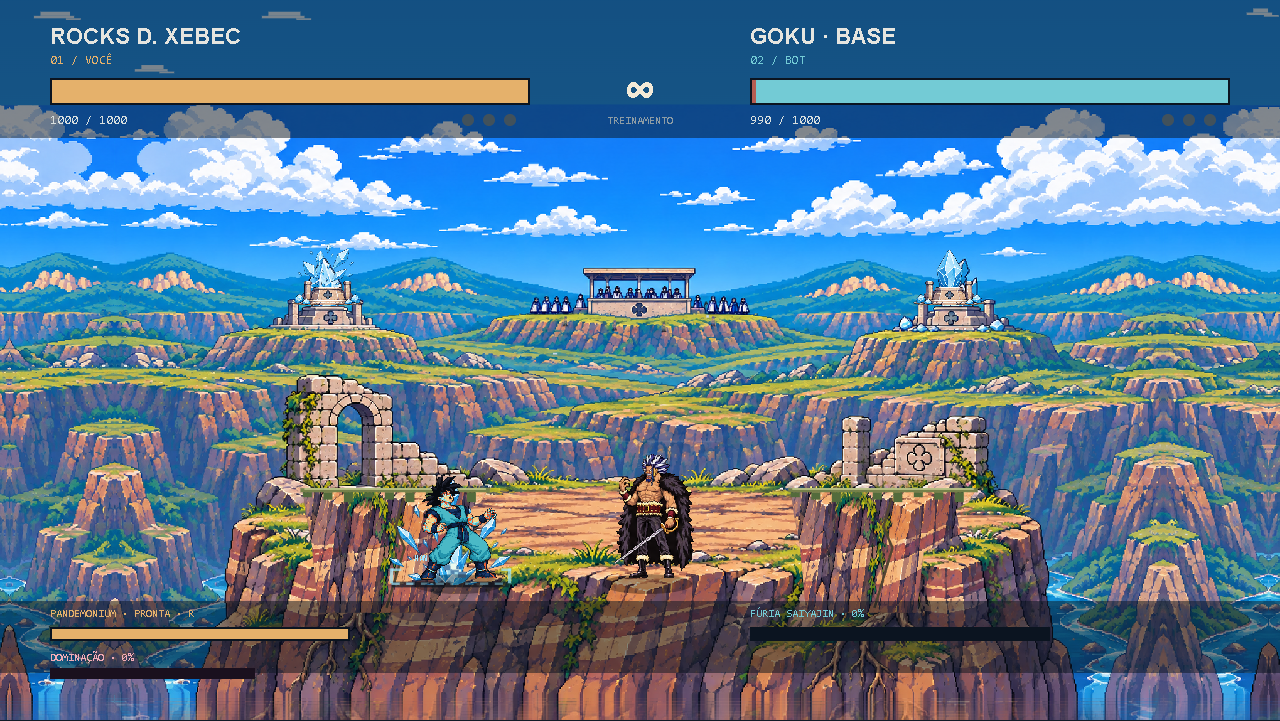 ROCKS D. XEBEC
01 / VOCÊ
1000 / 1000
∞
TREINAMENTO
GOKU · BASE
02 / BOT
990 / 1000
PANDEMONIUM · PRONTA · R
DOMINAÇÃO · 0%
FÚRIA SAIYAJIN · 0%